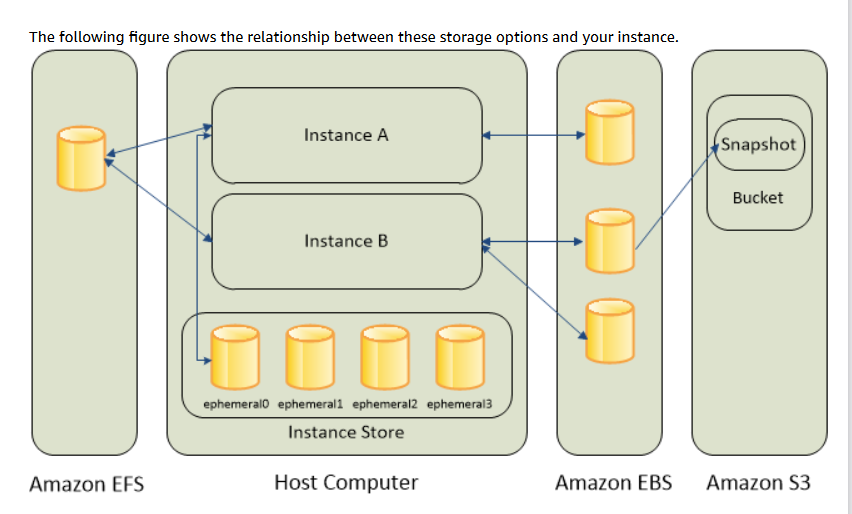 The following figure shows the relationship between these storage options and your instance.
Instance A
Snapshot
Bucket
Instance B
ephemeral0 ephemeral1 ephemeral2 ephemeral3
Instance Store
Amazon EFS
Host Computer
Amazon EBS
Amazon S3